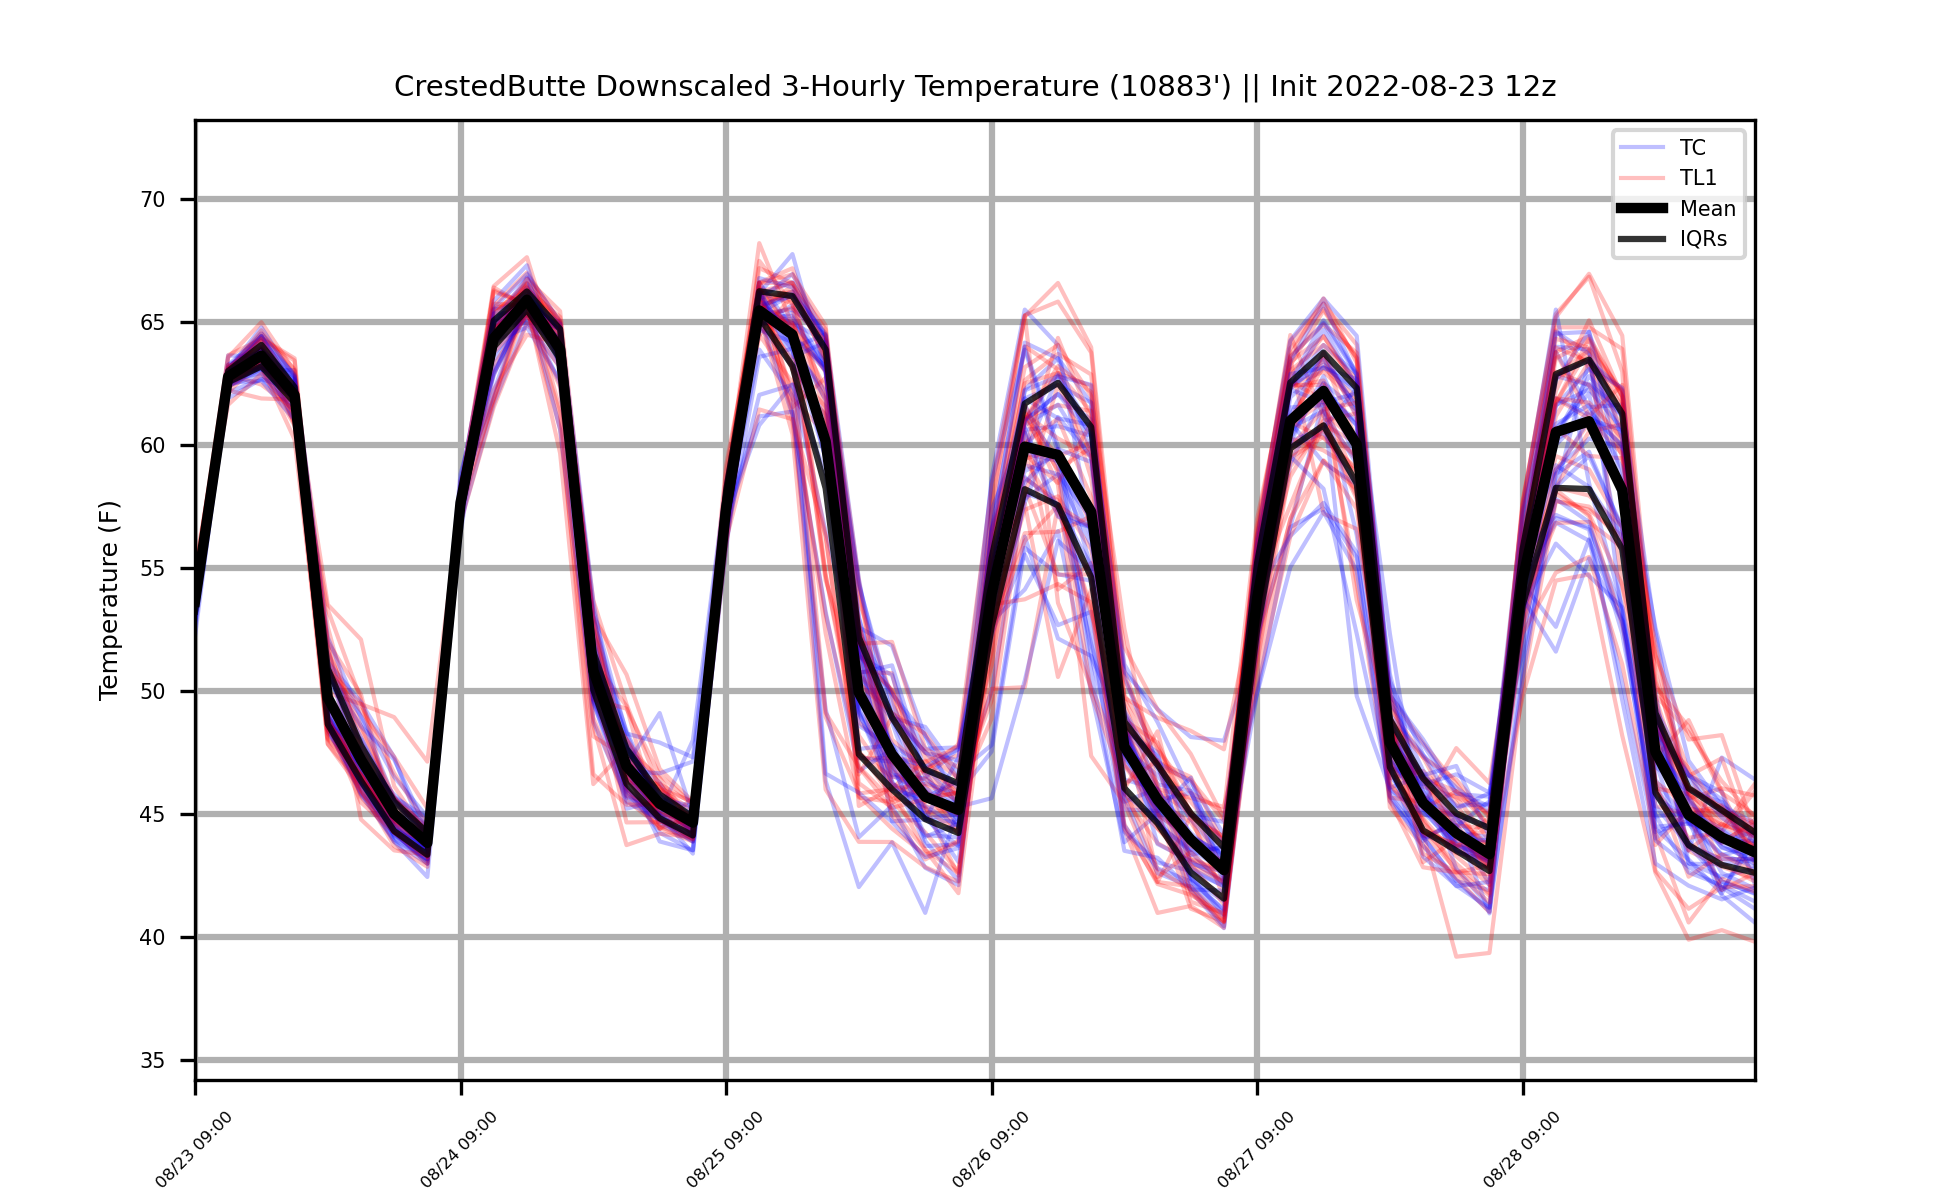 CrestedButte Downscaled 3-Hourly Temperature (10883') || Init 2022-08-23 12z
TC
TL1
Mean
IQRs
Temperature (F)
70
65
60
55
50
45
40
35
08/23 09:00
08/24 09:00
08/25 09:00
08/26 09:00
08/27 09:00
08/28 09:00